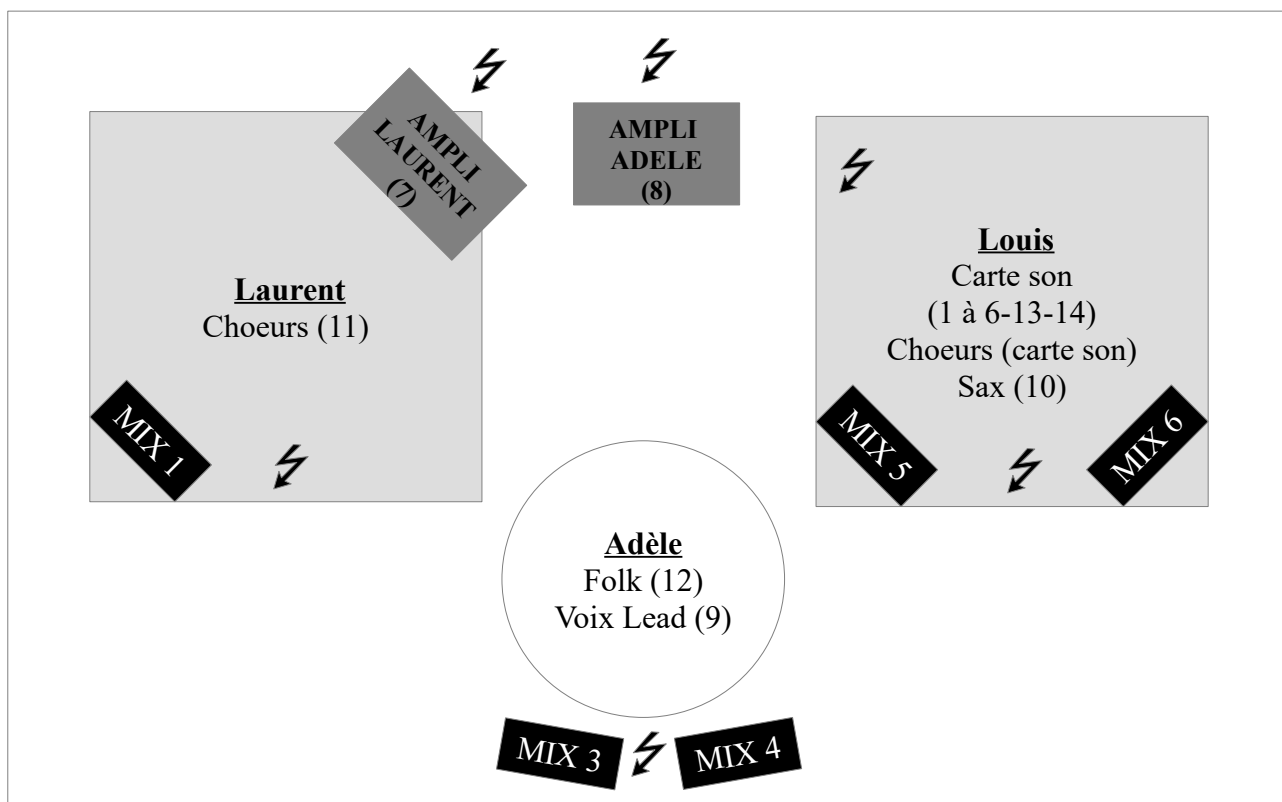 AMPLI
LAURENT
(7)
AMPLI
ADELE
(8)
Laurent
Choeurs (11)
Louis
Carte son
(1 à 6-13-14)
Choeurs (carte son)
Sax (10)
MIX 1
MIX 5
MIX 6
Adèle
Folk (12)
Voix Lead (9)
MIX 3
MIX 4